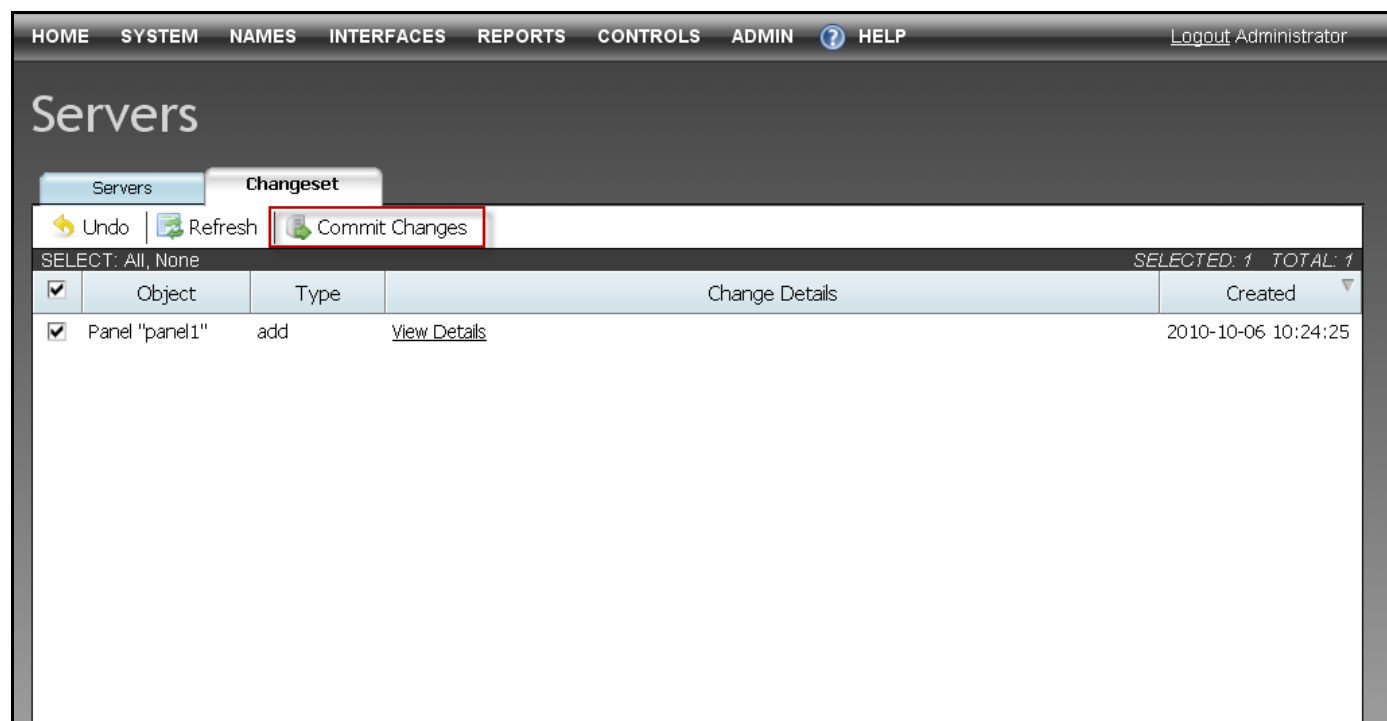 HOME SYSTEM NAMES INTERFACES REPORTS CONTROLS ADMIN ? HELP Logout Administrator
Servers
Servers Changeset
Undo Refresh Commit Changes
SELECT: All, None SELECTED: 1 TOTAL: 1
Object Type Change Details Created
Panel "panel1" add View Details 2010-10-06 10:24:25